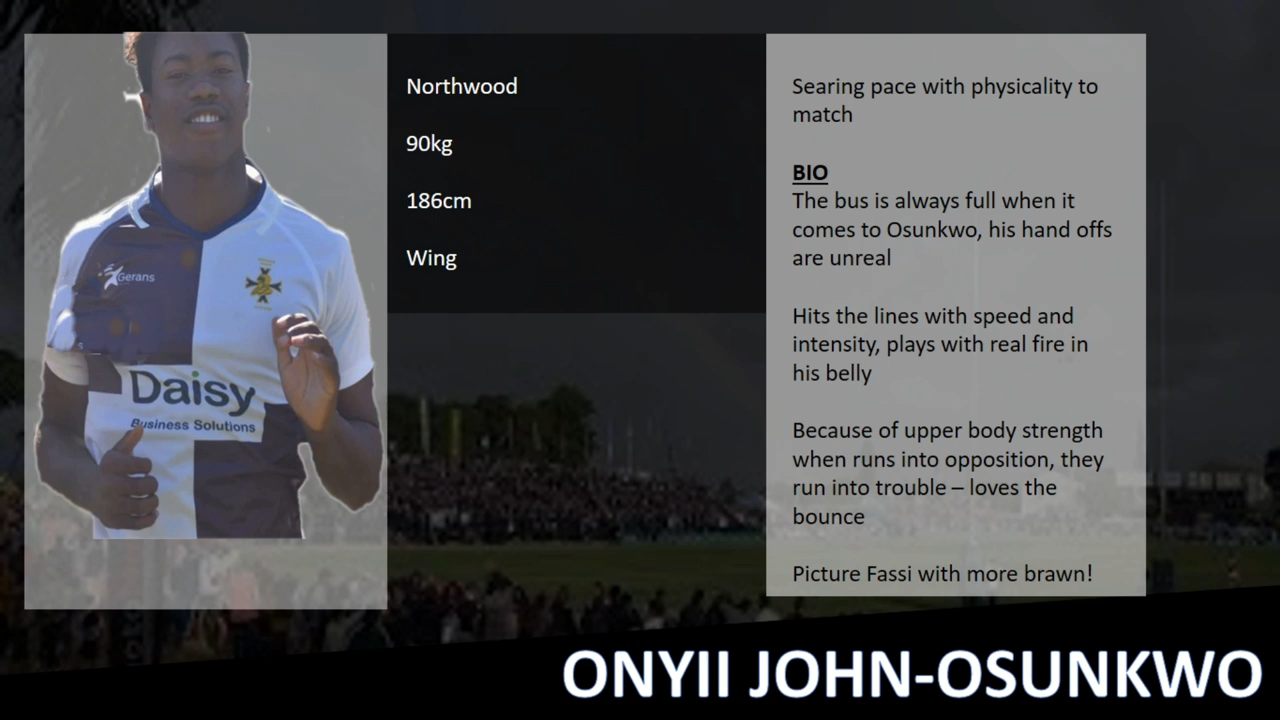 Northwood
90kg
186cm
Wing
Searing pace with physicality to
match
BIO
The bus is always full when it
comes to Osunkwo, his hand offs
are unreal
Hits the lines with speed and
intensity, plays with real fire in
his belly
Because of upper body strength
when runs into opposition, they
run into trouble – loves the
bounce
Picture Fassi with more brawn!
Gerans
Daisy
Business Solutions
ONYII JOHN-OSUNKWO